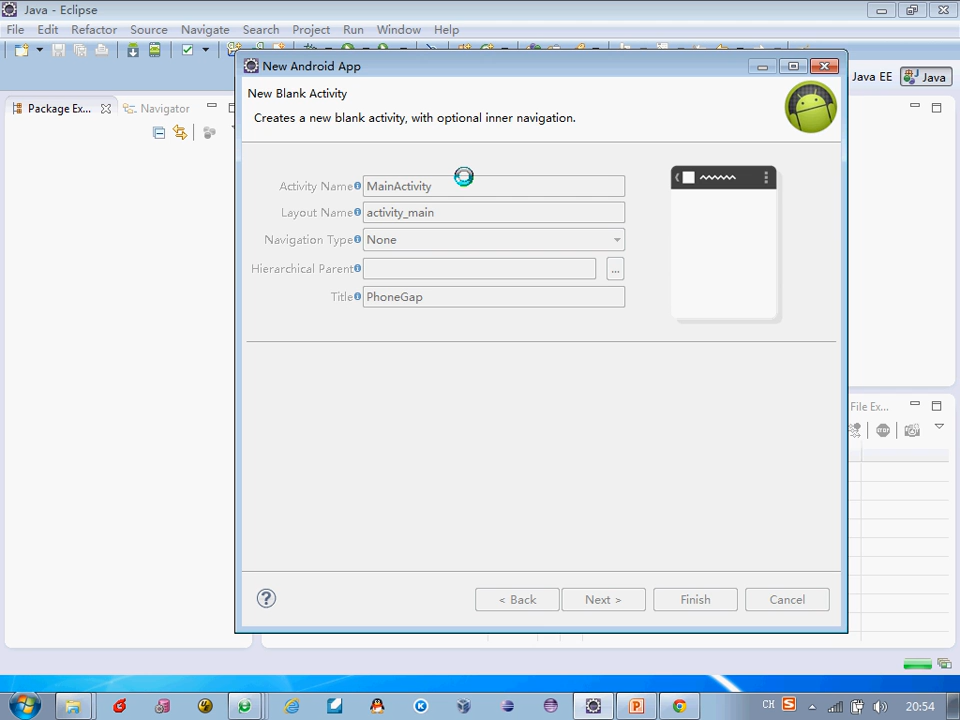 Java - Eclipse
File Edit Refactor Source Navigate Search Project Run Window Help
New Android App
Java EE Java
Package Ex... Navigator
New Blank Activity
Creates a new blank activity, with optional inner navigation.
Activity Name MainActivity
Layout Name activity_main
Navigation Type None
Hierarchical Parent ...
Title PhoneGap
File Ex...
< Back Next > Finish Cancel
CH 20:54